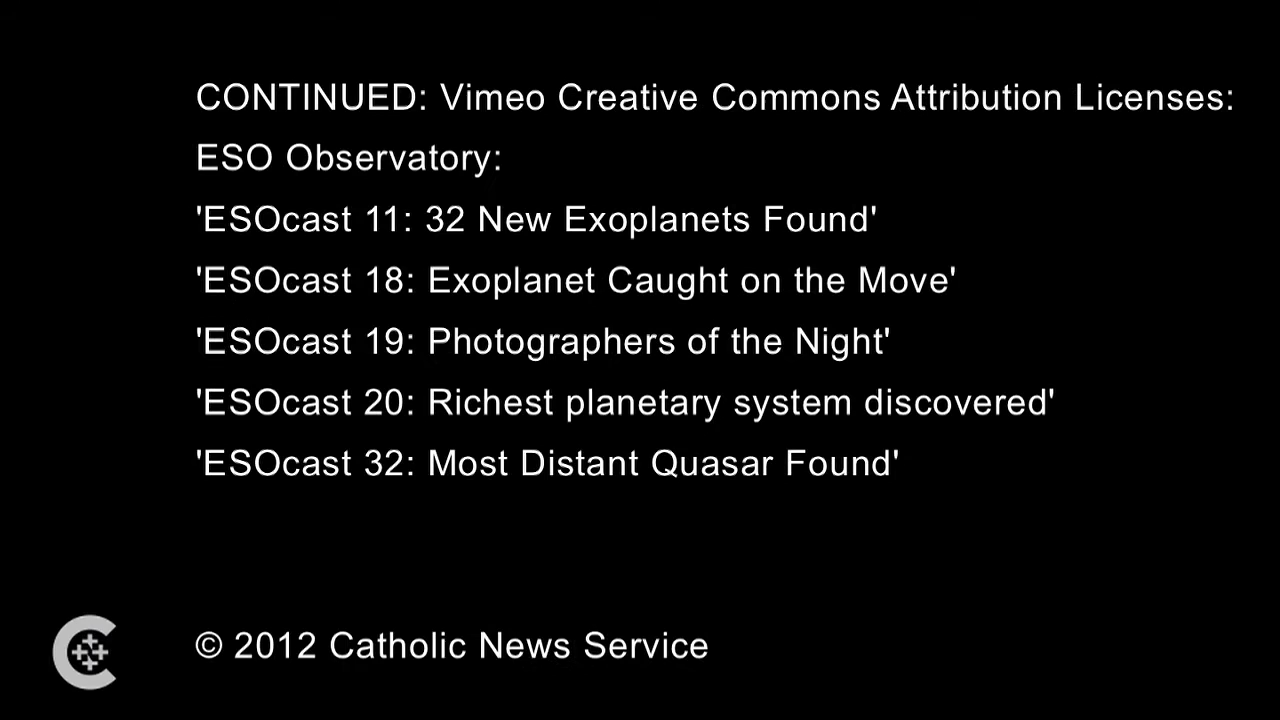 CONTINUED: Vimeo Creative Commons Attribution Licenses:
ESO Observatory:
'ESOcast 11: 32 New Exoplanets Found'
'ESOcast 18: Exoplanet Caught on the Move'
'ESOcast 19: Photographers of the Night'
'ESOcast 20: Richest planetary system discovered'
'ESOcast 32: Most Distant Quasar Found'
© 2012 Catholic News Service